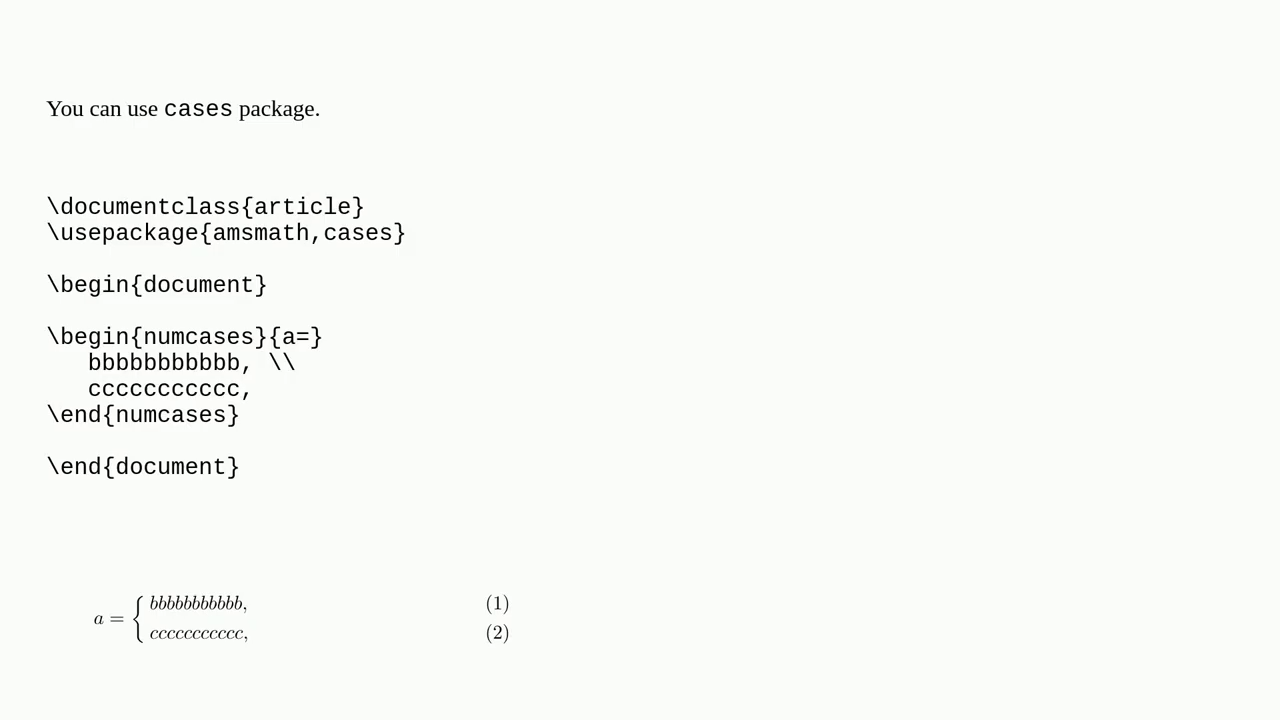 You can use cases package.
\documentclass{article}
\usepackage{amsmath,cases}
\begin{document}
\begin{numcases}{a=}
   bbbbbbbbbbb, \\
   ccccccccccc,
\end{numcases}
\end{document}
a = { bbbbbbbbbbb, (1)
ccccccccccc, (2)